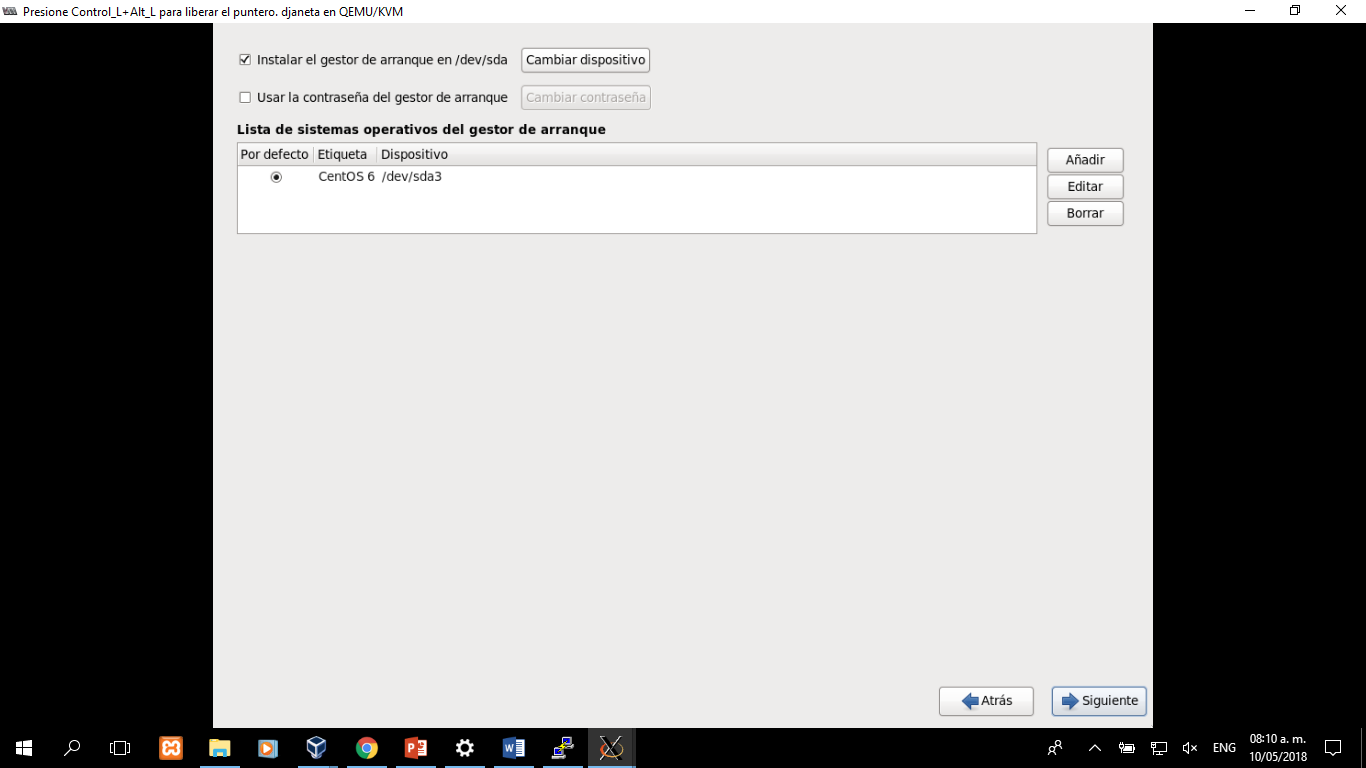 Presione Control_L+Alt_L para liberar el puntero. djaneta en QEMU/KVM
Instalar el gestor de arranque en /dev/sda Cambiar dispositivo
Usar la contraseña del gestor de arranque Cambiar contraseña
Lista de sistemas operativos del gestor de arranque
Por defecto Etiqueta Dispositivo
CentOS 6 /dev/sda3
Añadir
Editar
Borrar
Atrás Siguiente
ENG
08:10 a. m.
10/05/2018